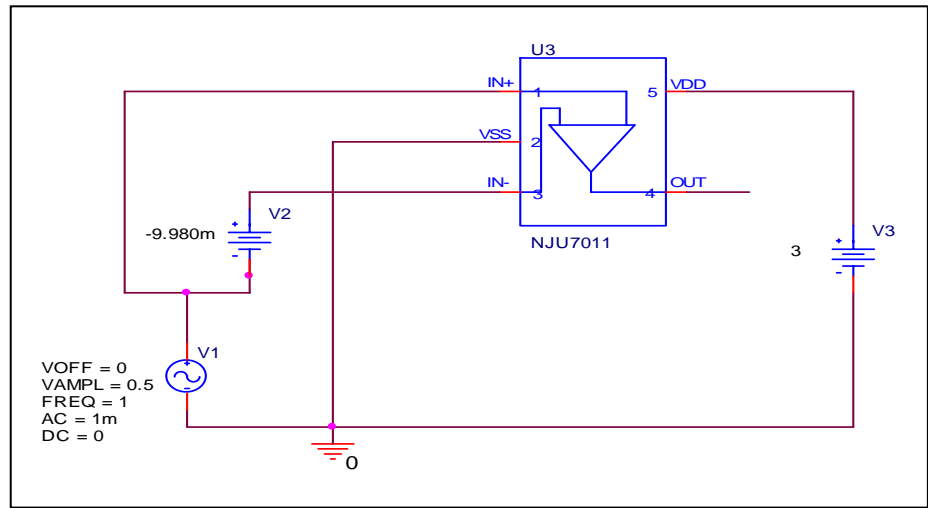 U3
IN+
1
5
VDD
VSS
2
IN-
3
4
OUT
NJU7011
V2
+
-9.980m
-
V3
+
3
-
V1
+
-
VOFF = 0
VAMPL = 0.5
FREQ = 1
AC = 1m
DC = 0
0